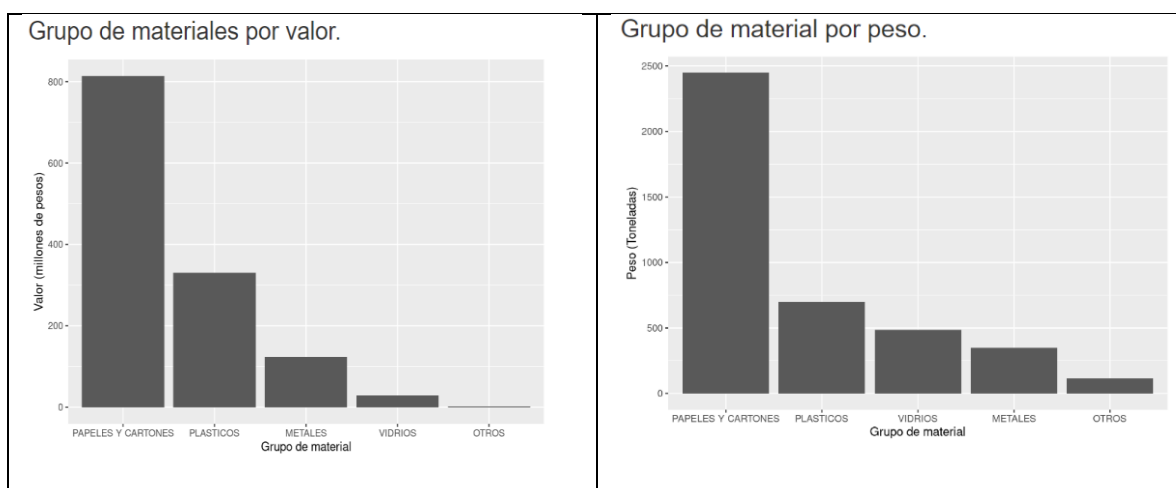 Grupo de materiales por valor.
Valor (millones de pesos)
800
600
400
200
0
PAPELES Y CARTONES PLASTICOS METALES VIDRIOS OTROS
Grupo de material
Grupo de material por peso.
Peso (Toneladas)
2500
2000
1500
1000
500
0
PAPELES Y CARTONES PLASTICOS VIDRIOS METALES OTROS
Grupo de material